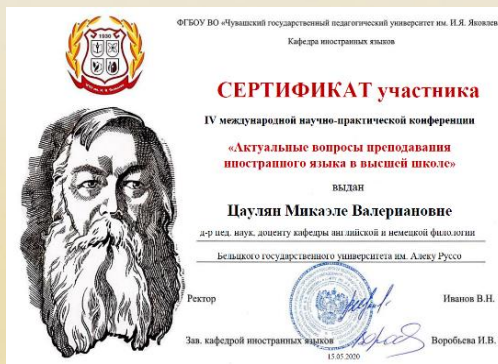 ФГБОУ ВО «Чувашский государственный педагогический университет им. И.Я. Яковлева
Кафедра иностранных языков
1930
СЕРТИФИКАТ участника
IV международной научно-практической конференции
«Актуальные вопросы преподавания
иностранного языка в высшей школе»
выдан
Цаулян Микаэле Валериановне
д-р пед. наук, доценту кафедры английской и немецкой филологии
Бельцкого государственного университета им. Алеку Руссо
Ректор Иванов В.Н.
Зав. кафедрой иностранных языков Воробьева И.В.
15.05.2020